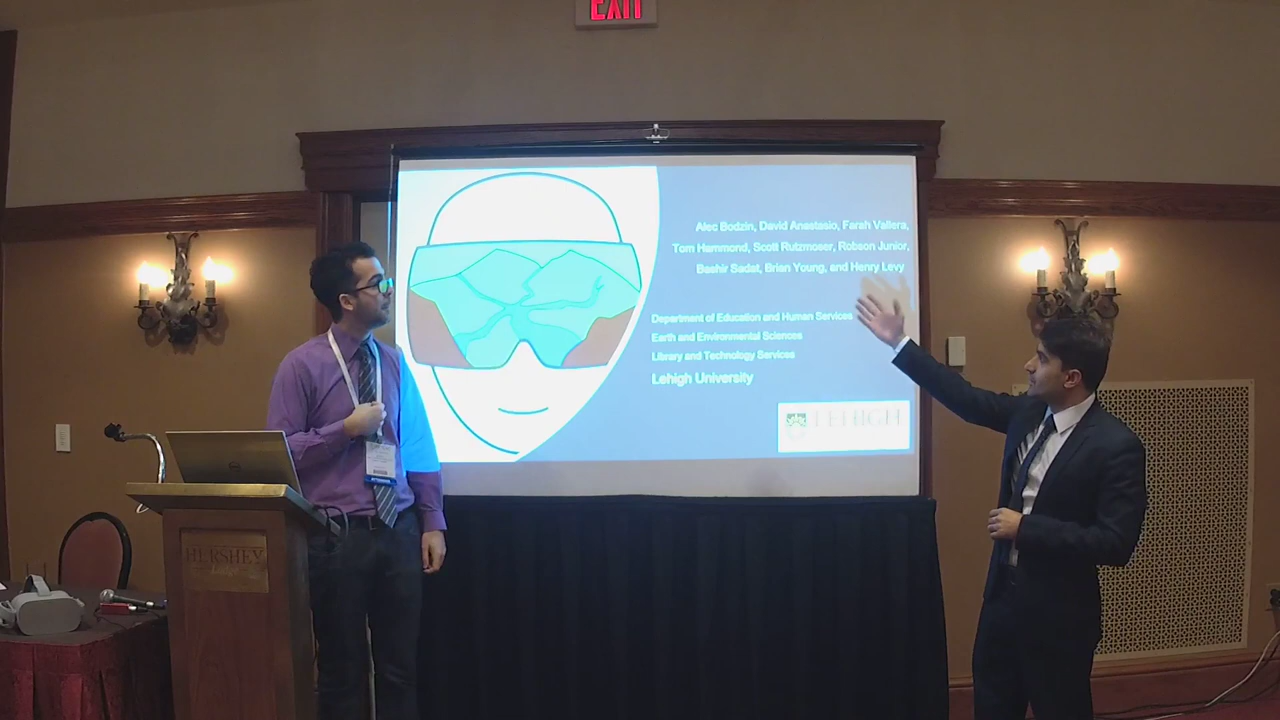 EXIT
Alec Bodzin, David Anastasio, Farah Vallera,
Tom Hammond, Scott Rutzmoser, Robson Junior,
Bashir Sadat, Brian Young, and Henry Levy
Department of Education and Human Services
Earth and Environmental Sciences
Library and Technology Services
Lehigh University
LEHIGH
HERSHEY